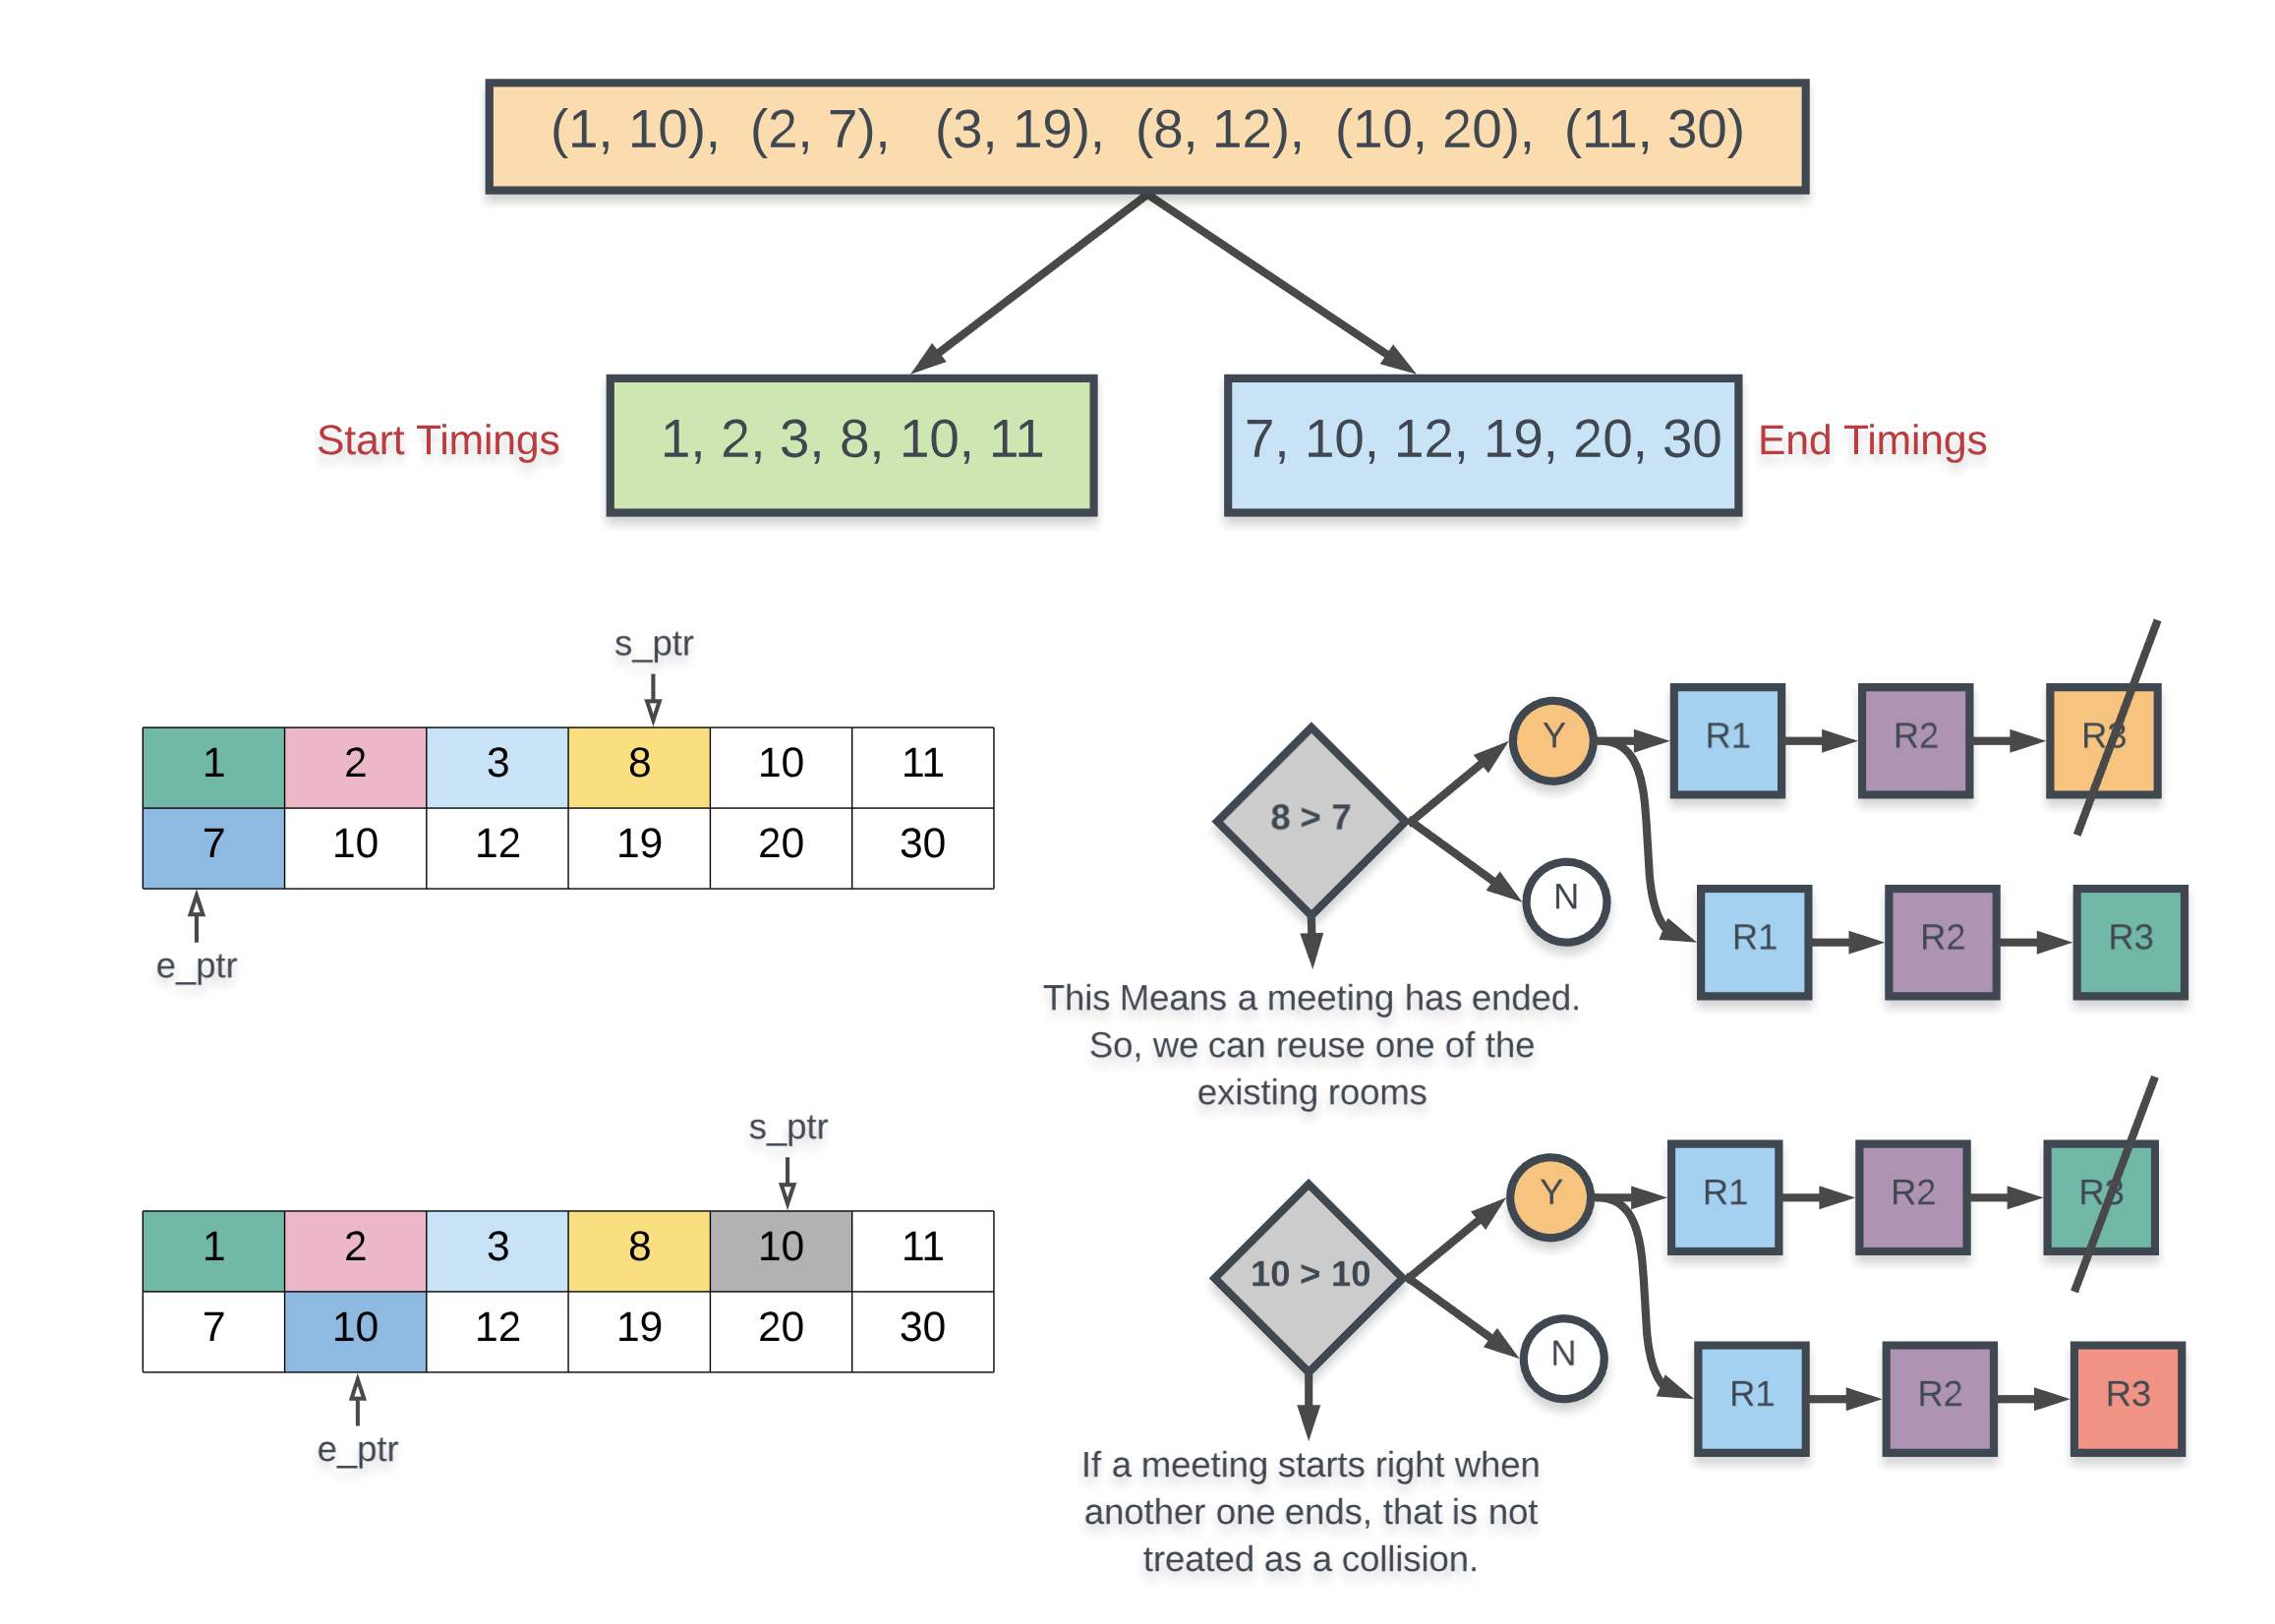 (1, 10), (2, 7), (3, 19), (8, 12), (10, 20), (11, 30)
Start Timings
1, 2, 3, 8, 10, 11
7, 10, 12, 19, 20, 30
End Timings
s_ptr
1 2 3 8 10 11
7 10 12 19 20 30
e_ptr
8 > 7
Y
N
R1 R2 R3
R1 R2 R3
This Means a meeting has ended.
So, we can reuse one of the
existing rooms
s_ptr
1 2 3 8 10 11
7 10 12 19 20 30
e_ptr
10 > 10
Y
N
R1 R2 R3
R1 R2 R3
If a meeting starts right when
another one ends, that is not
treated as a collision.